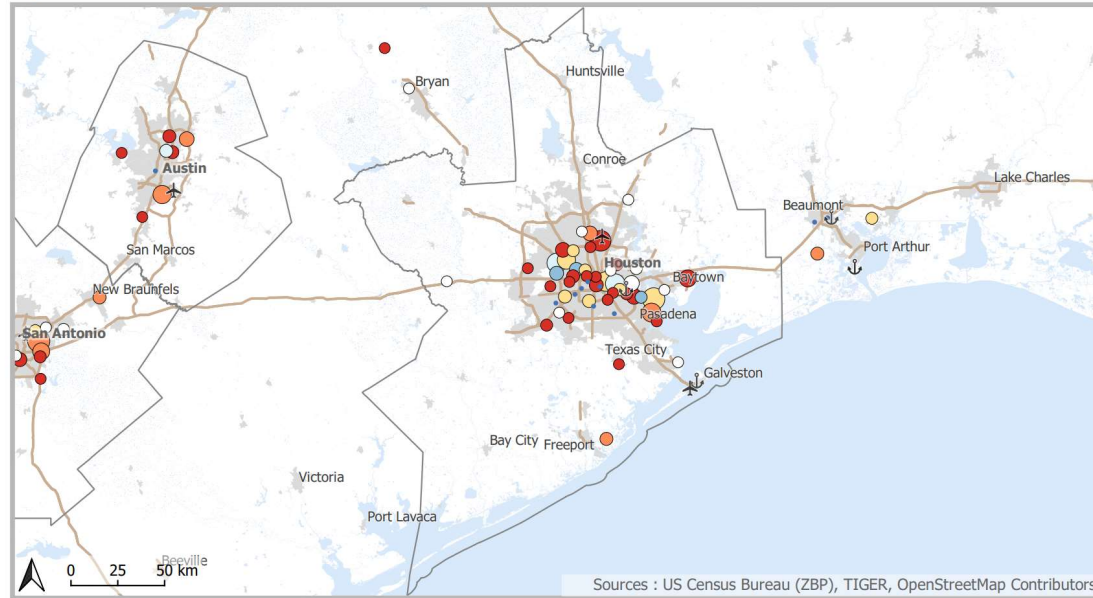 Huntsville
Bryan
Conroe
Austin
Lake Charles
Beaumont
San Marcos
Port Arthur
Houston
Baytown
New Braunfels
Pasadena
San Antonio
Texas City
Galveston
Bay City
Freeport
Victoria
Port Lavaca
Beeville
0 25 50 km
Sources : US Census Bureau (ZBP), TIGER, OpenStreetMap Contributors